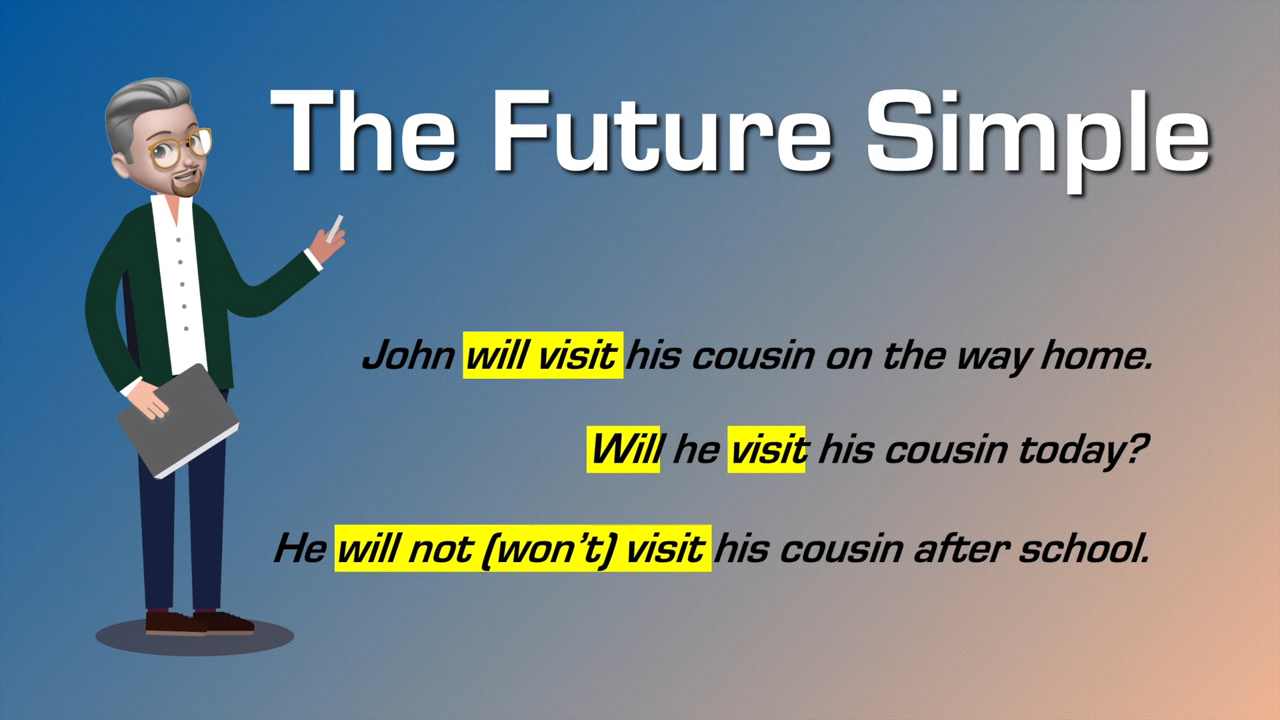 The Future Simple
John will visit his cousin on the way home.
Will he visit his cousin today?
He will not (won't) visit his cousin after school.